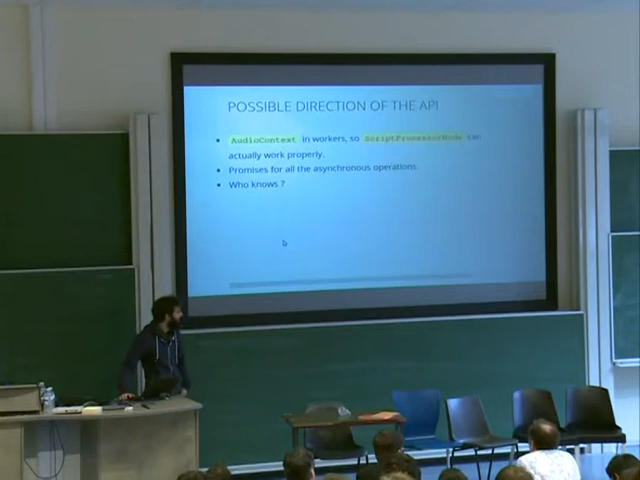 POSSIBLE DIRECTION OF THE API
AudioContext in workers, so ScriptProcessorNode can
actually work properly.
Promises for all the asynchronous operations.
Who knows ?